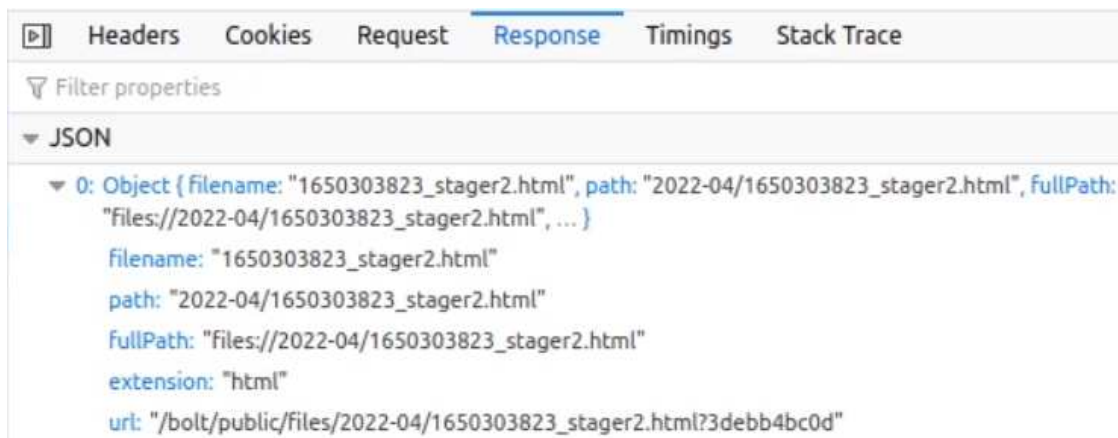 Headers Cookies Request Response Timings Stack Trace
Filter properties
JSON
0: Object { filename: "1650303823_stager2.html", path: "2022-04/1650303823_stager2.html", fullPath:
"files://2022-04/1650303823_stager2.html", … }
filename: "1650303823_stager2.html"
path: "2022-04/1650303823_stager2.html"
fullPath: "files://2022-04/1650303823_stager2.html"
extension: "html"
url: "/bolt/public/files/2022-04/1650303823_stager2.html?3debb4bc0d"